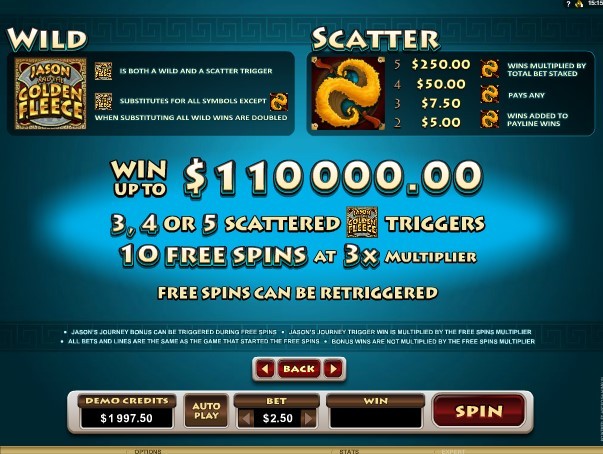 ? 15:15
WILD
SCATTER
JASON
AND THE
GOLDEN
FLEECE
IS BOTH A WILD AND A SCATTER TRIGGER
SUBSTITUTES FOR ALL SYMBOLS EXCEPT
WHEN SUBSTITUTING ALL WILD WINS ARE DOUBLED
5 $250.00
4 $50.00
3 $7.50
2 $5.00
WINS MULTIPLIED BY
TOTAL BET STAKED
PAYS ANY
WINS ADDED TO
PAYLINE WINS
WIN UP TO $110000.00
3, 4 OR 5 SCATTERED JASON AND THE GOLDEN FLEECE TRIGGERS
10 FREE SPINS AT 3X MULTIPLIER
FREE SPINS CAN BE RETRIGGERED
• JASON'S JOURNEY BONUS CAN BE TRIGGERED DURING FREE SPINS • JASON'S JOURNEY TRIGGER WIN IS MULTIPLIED BY THE FREE SPINS MULTIPLIER
• ALL BETS AND LINES ARE THE SAME AS THE GAME THAT STARTED THE FREE SPINS • BONUS WINS ARE NOT MULTIPLIED BY THE FREE SPINS MULTIPLIER
BACK
DEMO CREDITS
$1997.50
AUTO
PLAY
BET
$2.50
WIN
SPIN
OPTIONS STATS EXPERT